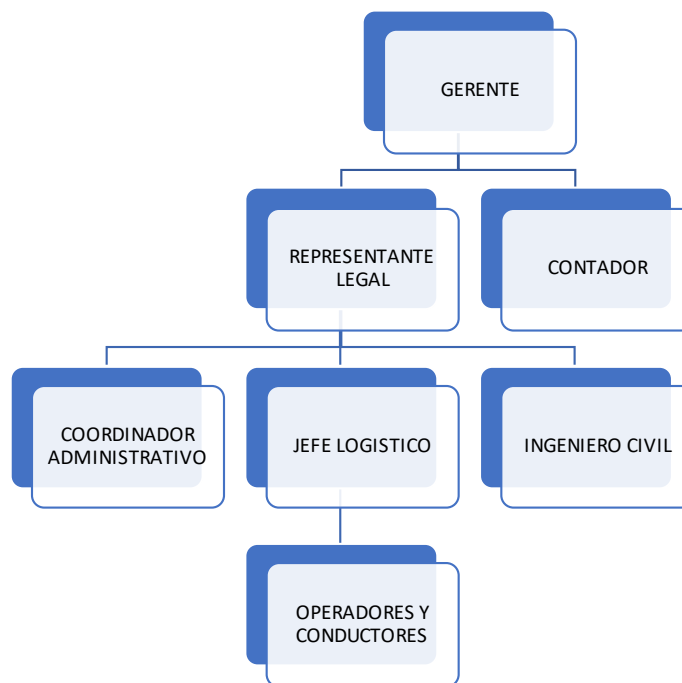 GERENTE
REPRESENTANTE
LEGAL
CONTADOR
COORDINADOR
ADMINISTRATIVO
JEFE LOGISTICO
INGENIERO CIVIL
OPERADORES Y
CONDUCTORES